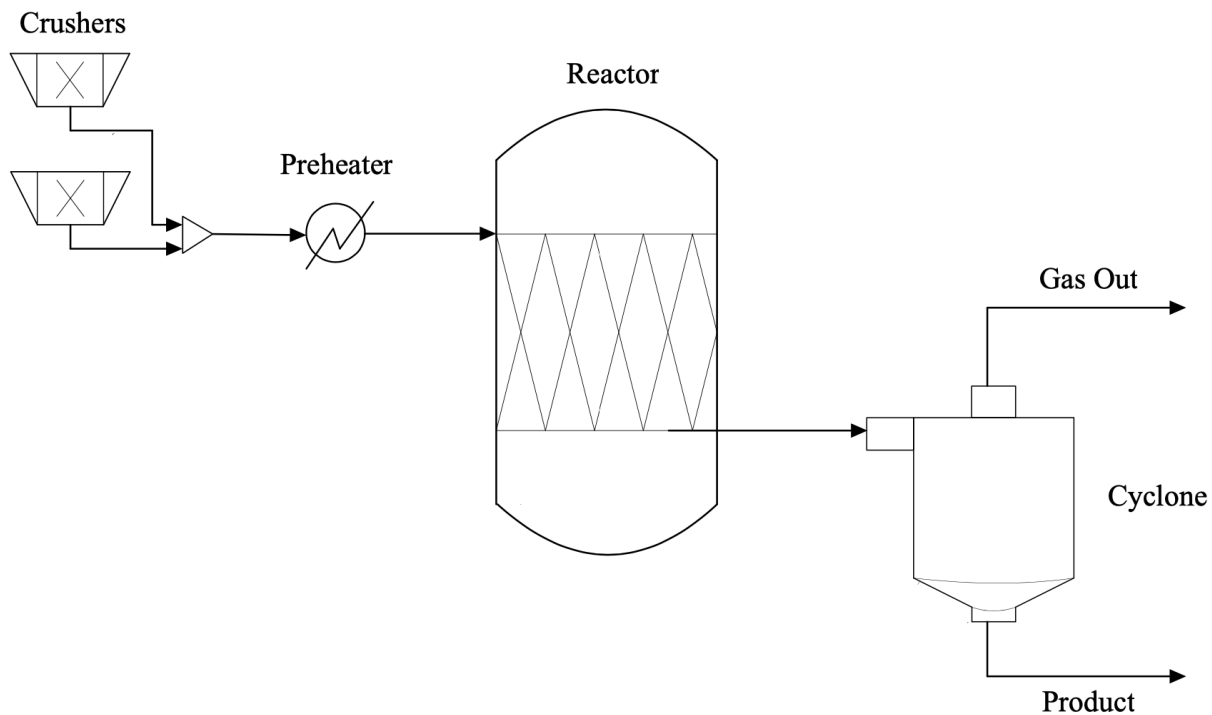 Crushers
Reactor
Preheater
Gas Out
Cyclone
Product